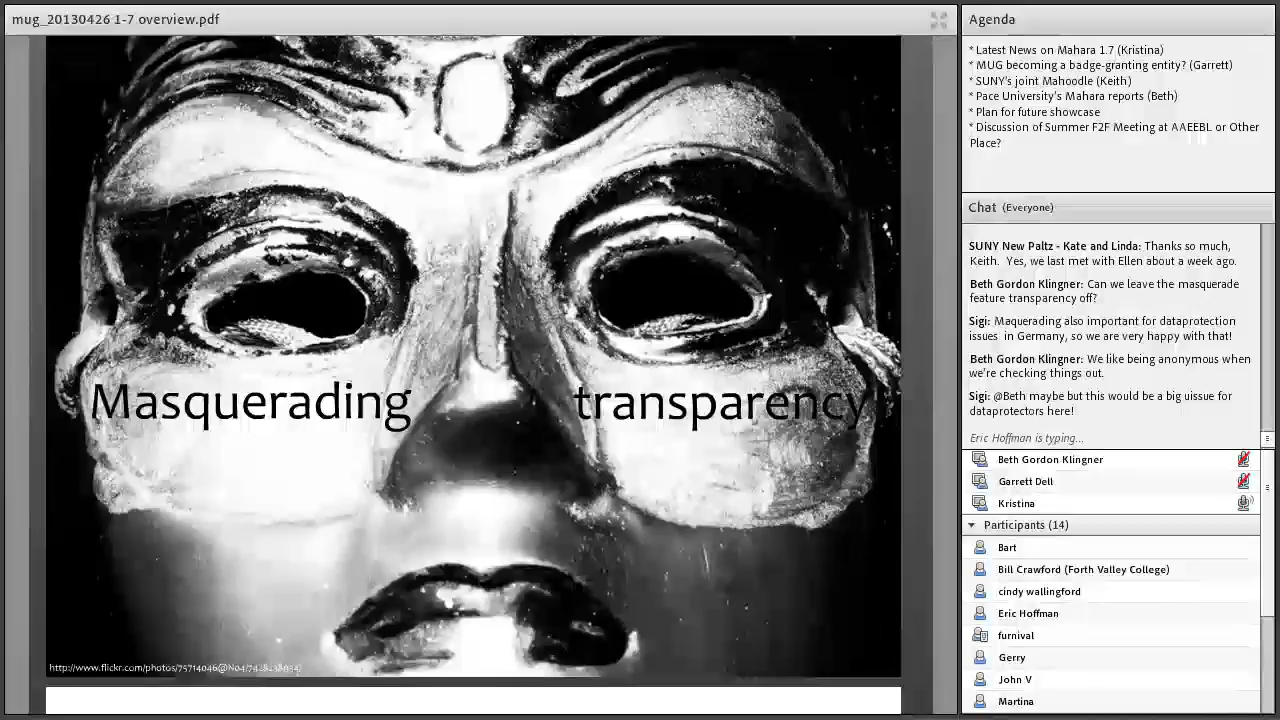 mug_20130426 1-7 overview.pdf
Masquerading transparency
Agenda
* Latest News on Mahara 1.7 (Kristina)
* MUG becoming a badge-granting entity? (Garrett)
* SUNY's joint Mahoodle (Keith)
* Pace University's Mahara reports (Beth)
* Plan for future showcase
* Discussion of Summer F2F Meeting at AAEEBL or Other
Place?
Chat (Everyone)
SUNY New Paltz - Kate and Linda: Thanks so much,
Keith. Yes, we last met with Ellen about a week ago.
Beth Gordon Klingner: Can we leave the masquerade
feature transparency off?
Sigi: Maquerading also important for dataprotection
issues in Germany, so we are very happy with that!
Beth Gordon Klingner: We like being anonymous when
we're checking things out.
Sigi: @Beth maybe but this would be a big uissue for
dataprotectors here!
Eric Hoffman is typing...
Beth Gordon Klingner
Garrett Dell
Kristina
Participants (14)
Bart
Bill Crawford (Forth Valley College)
cindy wallingford
Eric Hoffman
furnival
Gerry
John V
Martina